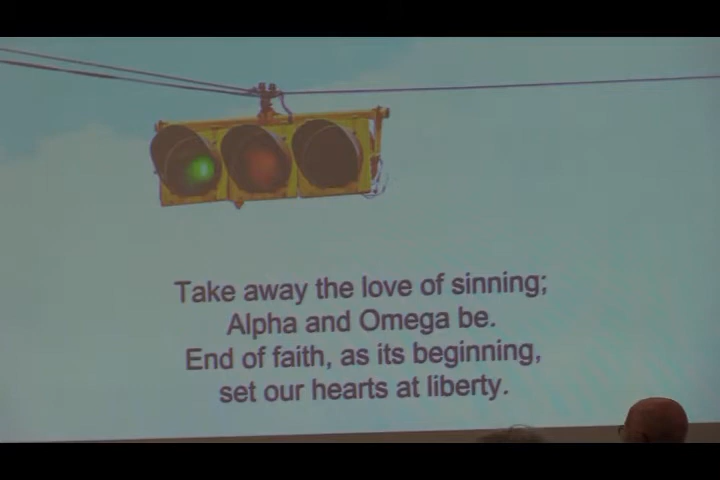 Take away the love of sinning;
Alpha and Omega be.
End of faith, as its beginning,
set our hearts at liberty.